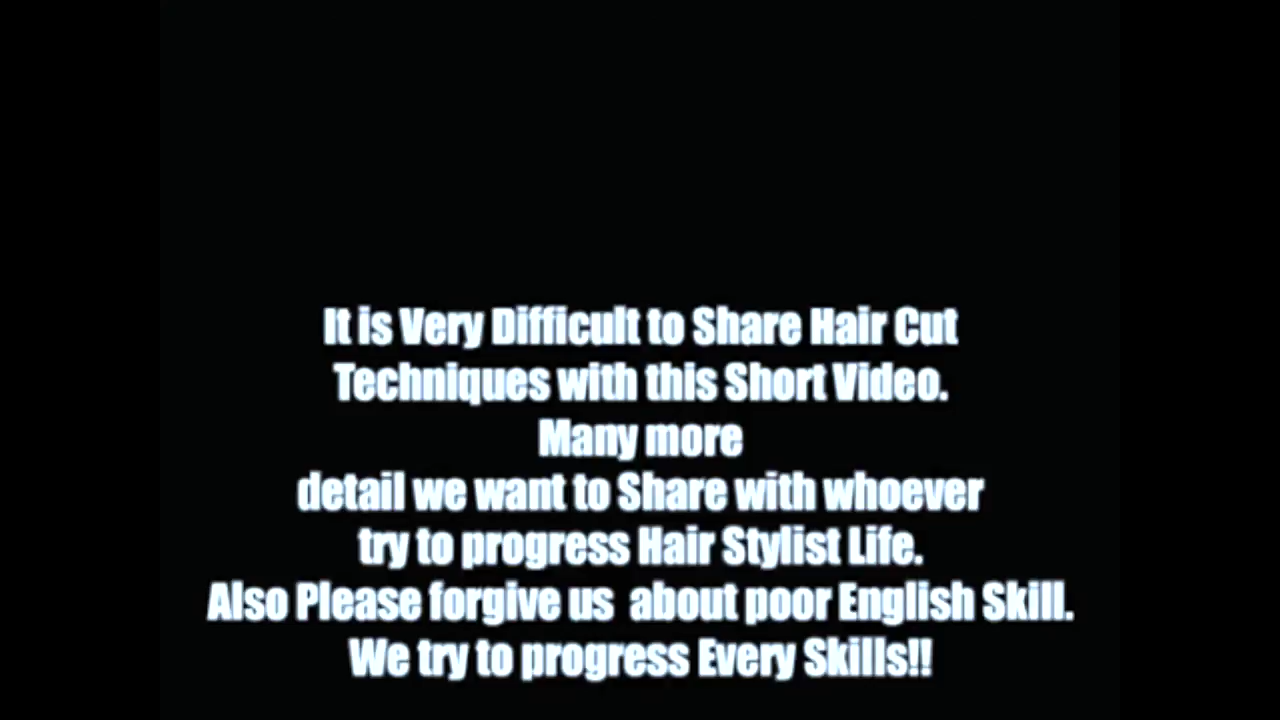 It is Very Difficult to Share Hair Cut
Techniques with this Short Video.
Many more
detail we want to Share with whoever
try to progress Hair Stylist Life.
Also Please forgive us about poor English Skill.
We try to progress Every Skills!!